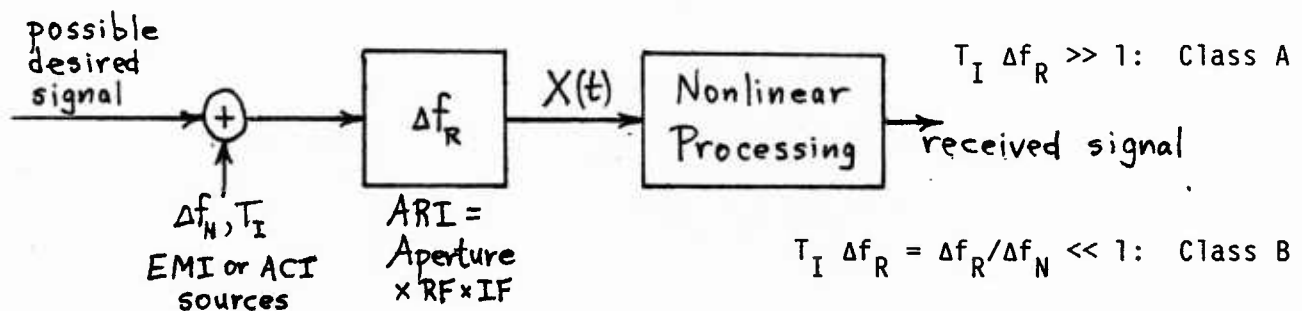 possible
desired
signal
+
Δf_N, T_I
EMI or ACI
sources
Δf_R
ARI =
Aperture
× RF × IF
X(t)
Nonlinear
Processing
received signal
T_I Δf_R >> 1: Class A
T_I Δf_R = Δf_R/Δf_N << 1: Class B